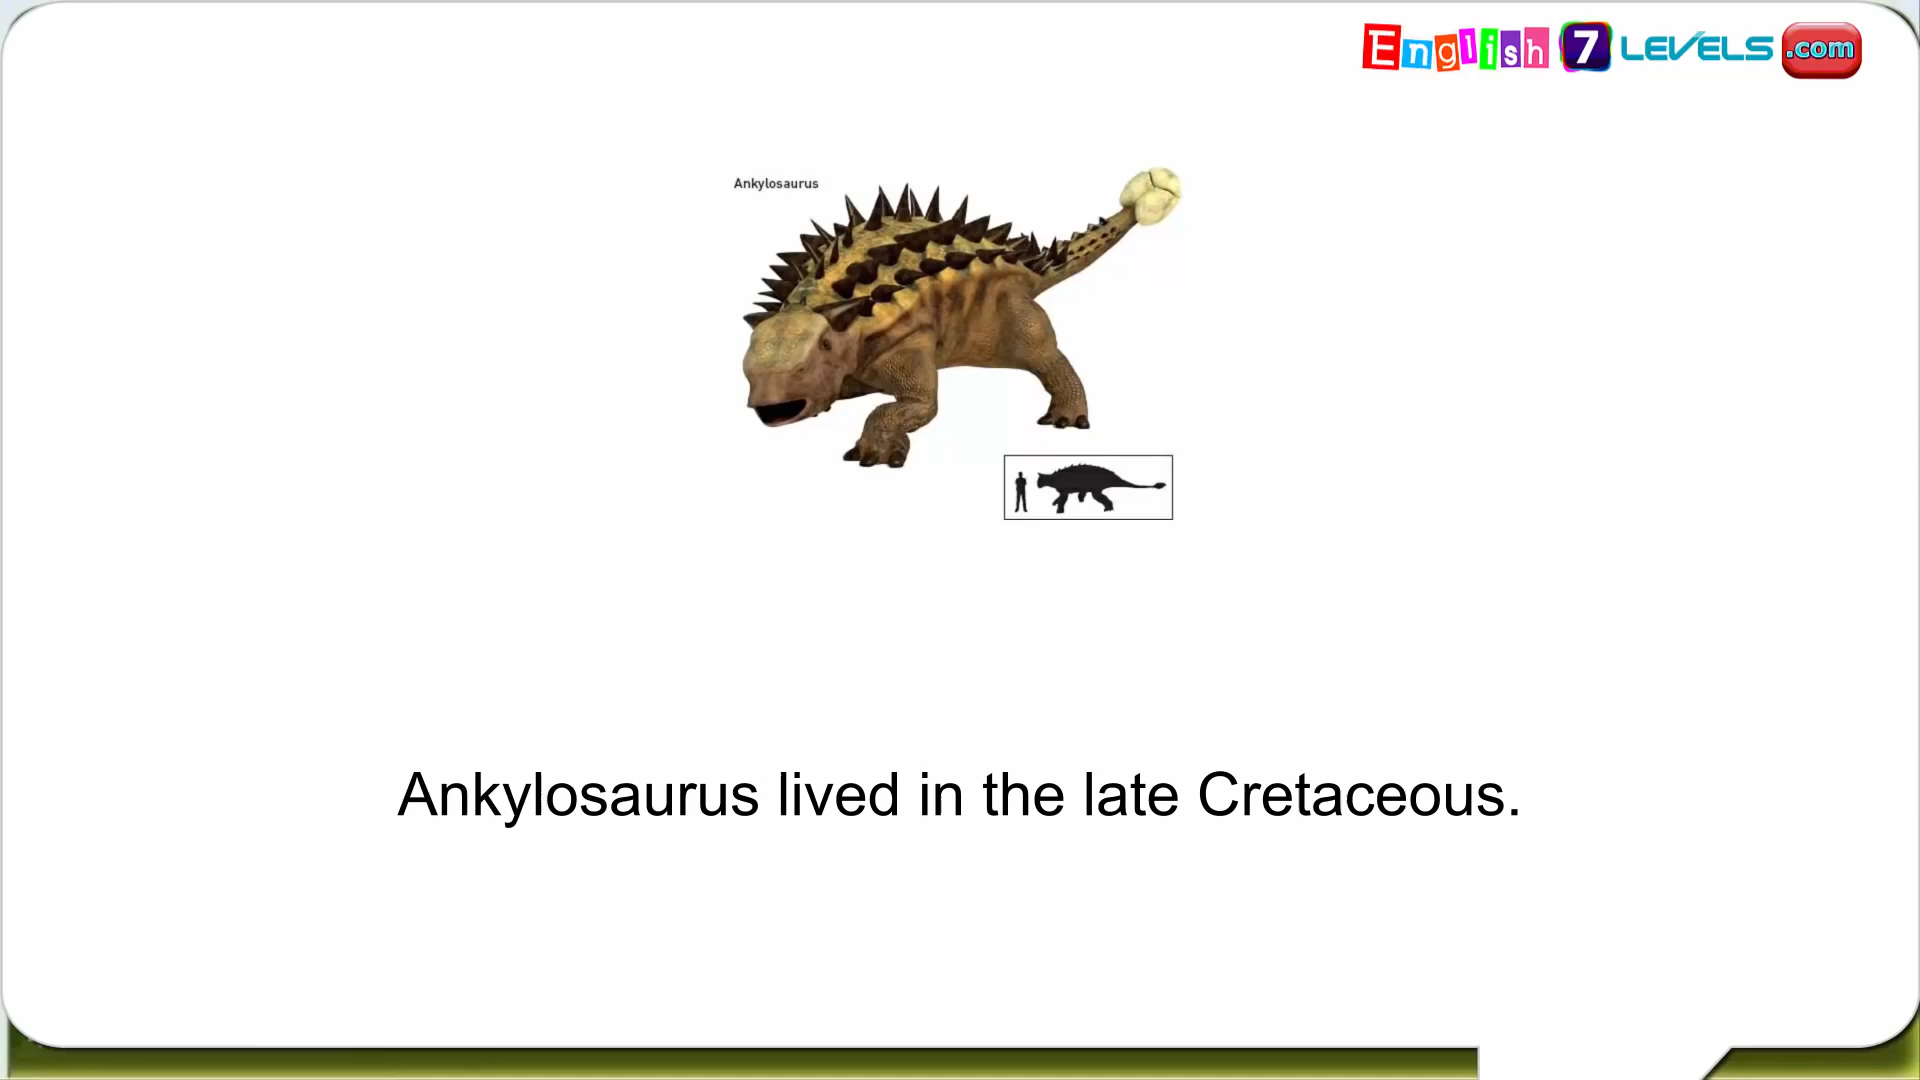 English 7 LEVELS .com
Ankylosaurus
Ankylosaurus lived in the late Cretaceous.